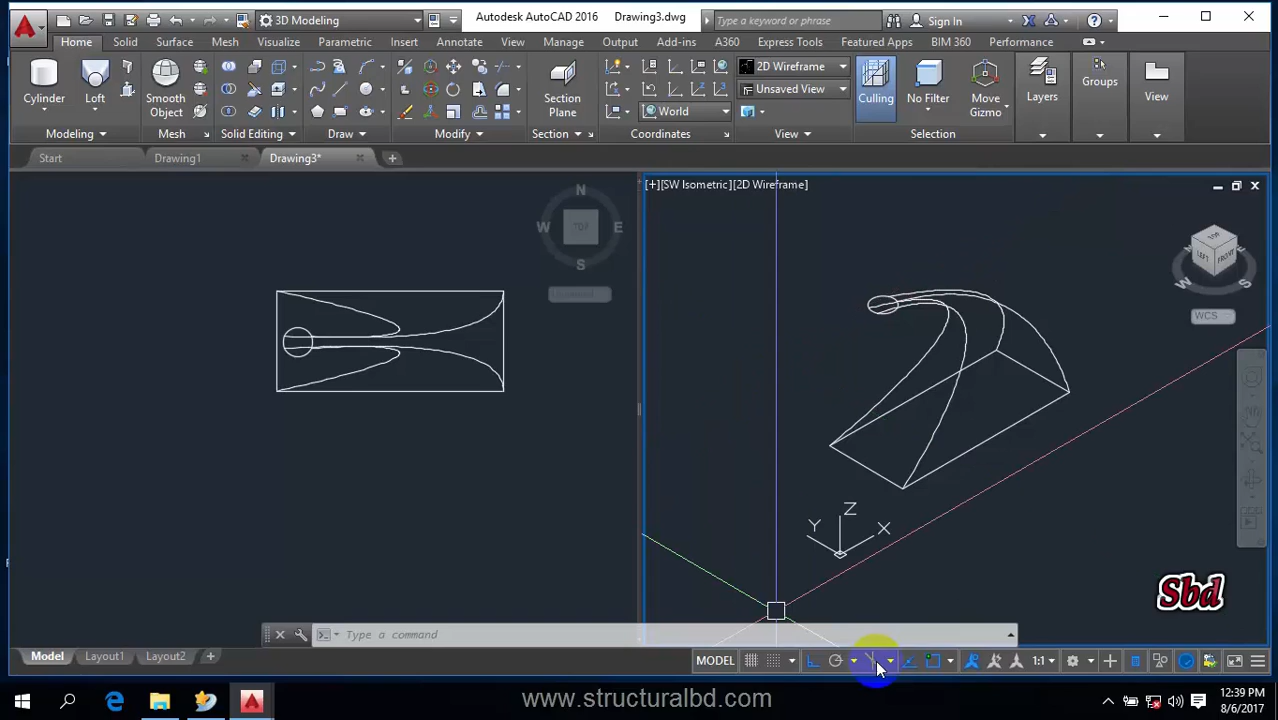 3D Modeling
Autodesk AutoCAD 2016 Drawing3.dwg
Type a keyword or phrase
Sign In
Home Solid Surface Mesh Visualize Parametric Insert Annotate View Manage Output Add-ins A360 Express Tools Featured Apps BIM 360 Performance
Cylinder
Loft
Smooth
Object
Section
Plane
World
2D Wireframe
Unsaved View
Culling
No Filter
Move
Gizmo
Layers
Groups
View
Modeling Mesh Solid Editing Draw Modify Section Coordinates View Selection
Start Drawing1 Drawing3*
[+][SW Isometric][2D Wireframe]
N
W TOP E
S
TOP
LEFT FRONT
N E
W S
WCS
Z
Y X
Sbd
Type a command
Model Layout1 Layout2 +
MODEL 1:1
www.structuralbd.com
12:39 PM
8/6/2017